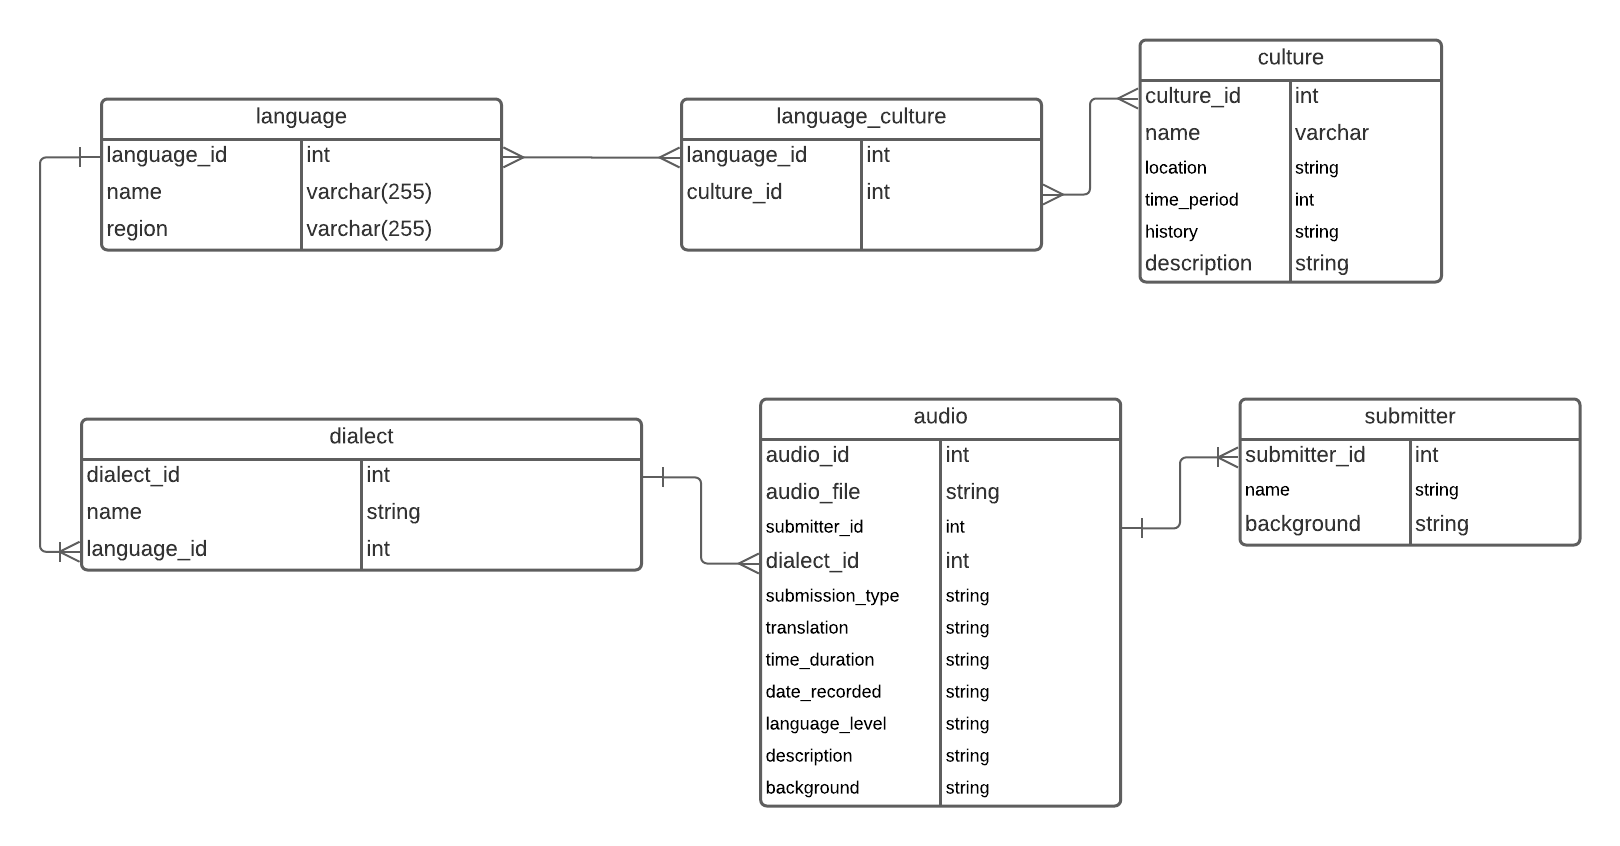 language
language_id int
name varchar(255)
region varchar(255)
language_culture
language_id int
culture_id int
culture
culture_id int
name varchar
location string
time_period int
history string
description string
dialect
dialect_id int
name string
language_id int
audio
audio_id int
audio_file string
submitter_id int
dialect_id int
submission_type string
translation string
time_duration string
date_recorded string
language_level string
description string
background string
submitter
submitter_id int
name string
background string